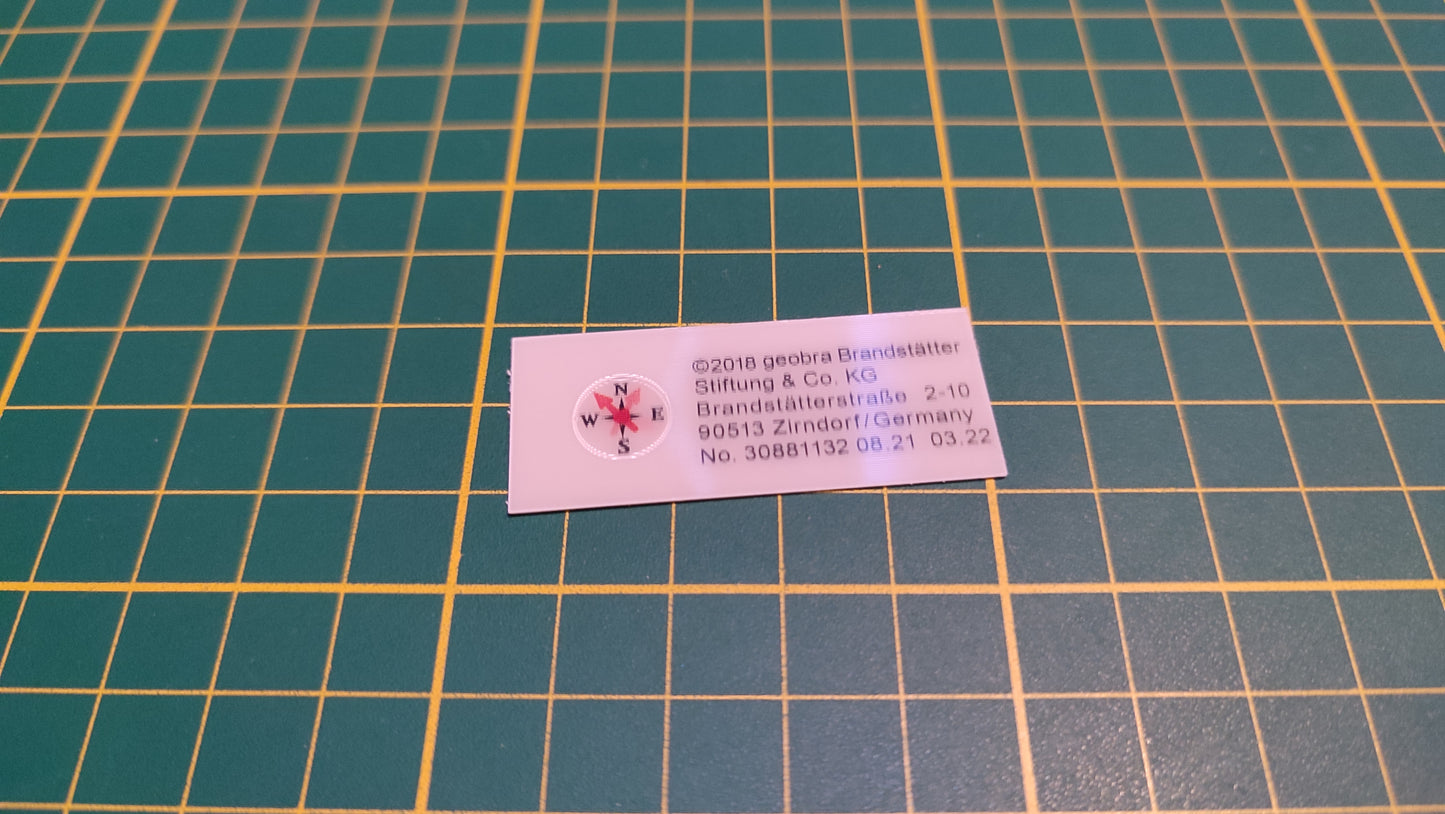 N
W E
S
©2018 geobra Brandstätter
Stiftung & Co. KG
Brandstätterstraße 2-10
90513 Zirndorf/Germany
No. 30881132 08.21 03.22